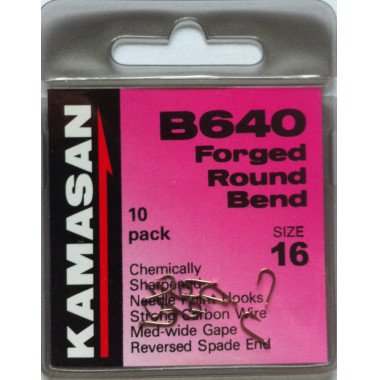 KAMASAN
B640
Forged
Round
Bend
10
pack
SIZE
16
Chemically
Sharpened
Needle Point Hooks
Strong Carbon Wire
Med-wide Gape
Reversed Spade End